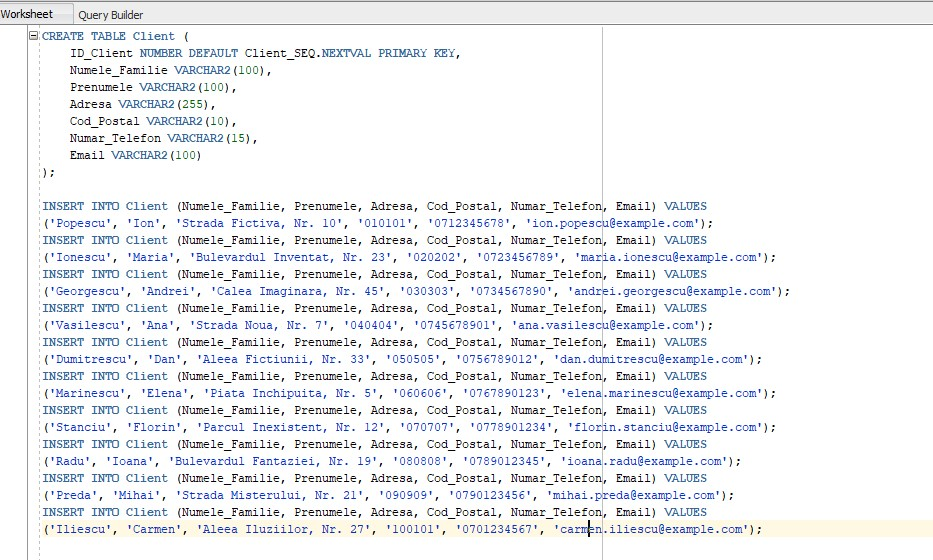 Worksheet Query Builder
CREATE TABLE Client (
ID_Client NUMBER DEFAULT Client_SEQ.NEXTVAL PRIMARY KEY,
Numele_Familie VARCHAR2(100),
Prenumele VARCHAR2(100),
Adresa VARCHAR2(255),
Cod_Postal VARCHAR2(10),
Numar_Telefon VARCHAR2(15),
Email VARCHAR2(100)
);
INSERT INTO Client (Numele_Familie, Prenumele, Adresa, Cod_Postal, Numar_Telefon, Email) VALUES
('Popescu', 'Ion', 'Strada Fictiva, Nr. 10', '010101', '0712345678', 'ion.popescu@example.com');
INSERT INTO Client (Numele_Familie, Prenumele, Adresa, Cod_Postal, Numar_Telefon, Email) VALUES
('Ionescu', 'Maria', 'Bulevardul Inventat, Nr. 23', '020202', '0723456789', 'maria.ionescu@example.com');
INSERT INTO Client (Numele_Familie, Prenumele, Adresa, Cod_Postal, Numar_Telefon, Email) VALUES
('Georgescu', 'Andrei', 'Calea Imaginara, Nr. 45', '030303', '0734567890', 'andrei.georgescu@example.com');
INSERT INTO Client (Numele_Familie, Prenumele, Adresa, Cod_Postal, Numar_Telefon, Email) VALUES
('Vasilescu', 'Ana', 'Strada Noua, Nr. 7', '040404', '0745678901', 'ana.vasilescu@example.com');
INSERT INTO Client (Numele_Familie, Prenumele, Adresa, Cod_Postal, Numar_Telefon, Email) VALUES
('Dumitrescu', 'Dan', 'Aleea Fictiunii, Nr. 33', '050505', '0756789012', 'dan.dumitrescu@example.com');
INSERT INTO Client (Numele_Familie, Prenumele, Adresa, Cod_Postal, Numar_Telefon, Email) VALUES
('Marinescu', 'Elena', 'Piata Inchipuita, Nr. 5', '060606', '0767890123', 'elena.marinescu@example.com');
INSERT INTO Client (Numele_Familie, Prenumele, Adresa, Cod_Postal, Numar_Telefon, Email) VALUES
('Stanciu', 'Florin', 'Parcul Inexistent, Nr. 12', '070707', '0778901234', 'florin.stanciu@example.com');
INSERT INTO Client (Numele_Familie, Prenumele, Adresa, Cod_Postal, Numar_Telefon, Email) VALUES
('Radu', 'Ioana', 'Bulevardul Fantaziei, Nr. 19', '080808', '0789012345', 'ioana.radu@example.com');
INSERT INTO Client (Numele_Familie, Prenumele, Adresa, Cod_Postal, Numar_Telefon, Email) VALUES
('Preda', 'Mihai', 'Strada Misterului, Nr. 21', '090909', '0790123456', 'mihai.preda@example.com');
INSERT INTO Client (Numele_Familie, Prenumele, Adresa, Cod_Postal, Numar_Telefon, Email) VALUES
('Iliescu', 'Carmen', 'Aleea Iluziilor, Nr. 27', '100101', '0701234567', 'carmen.iliescu@example.com');